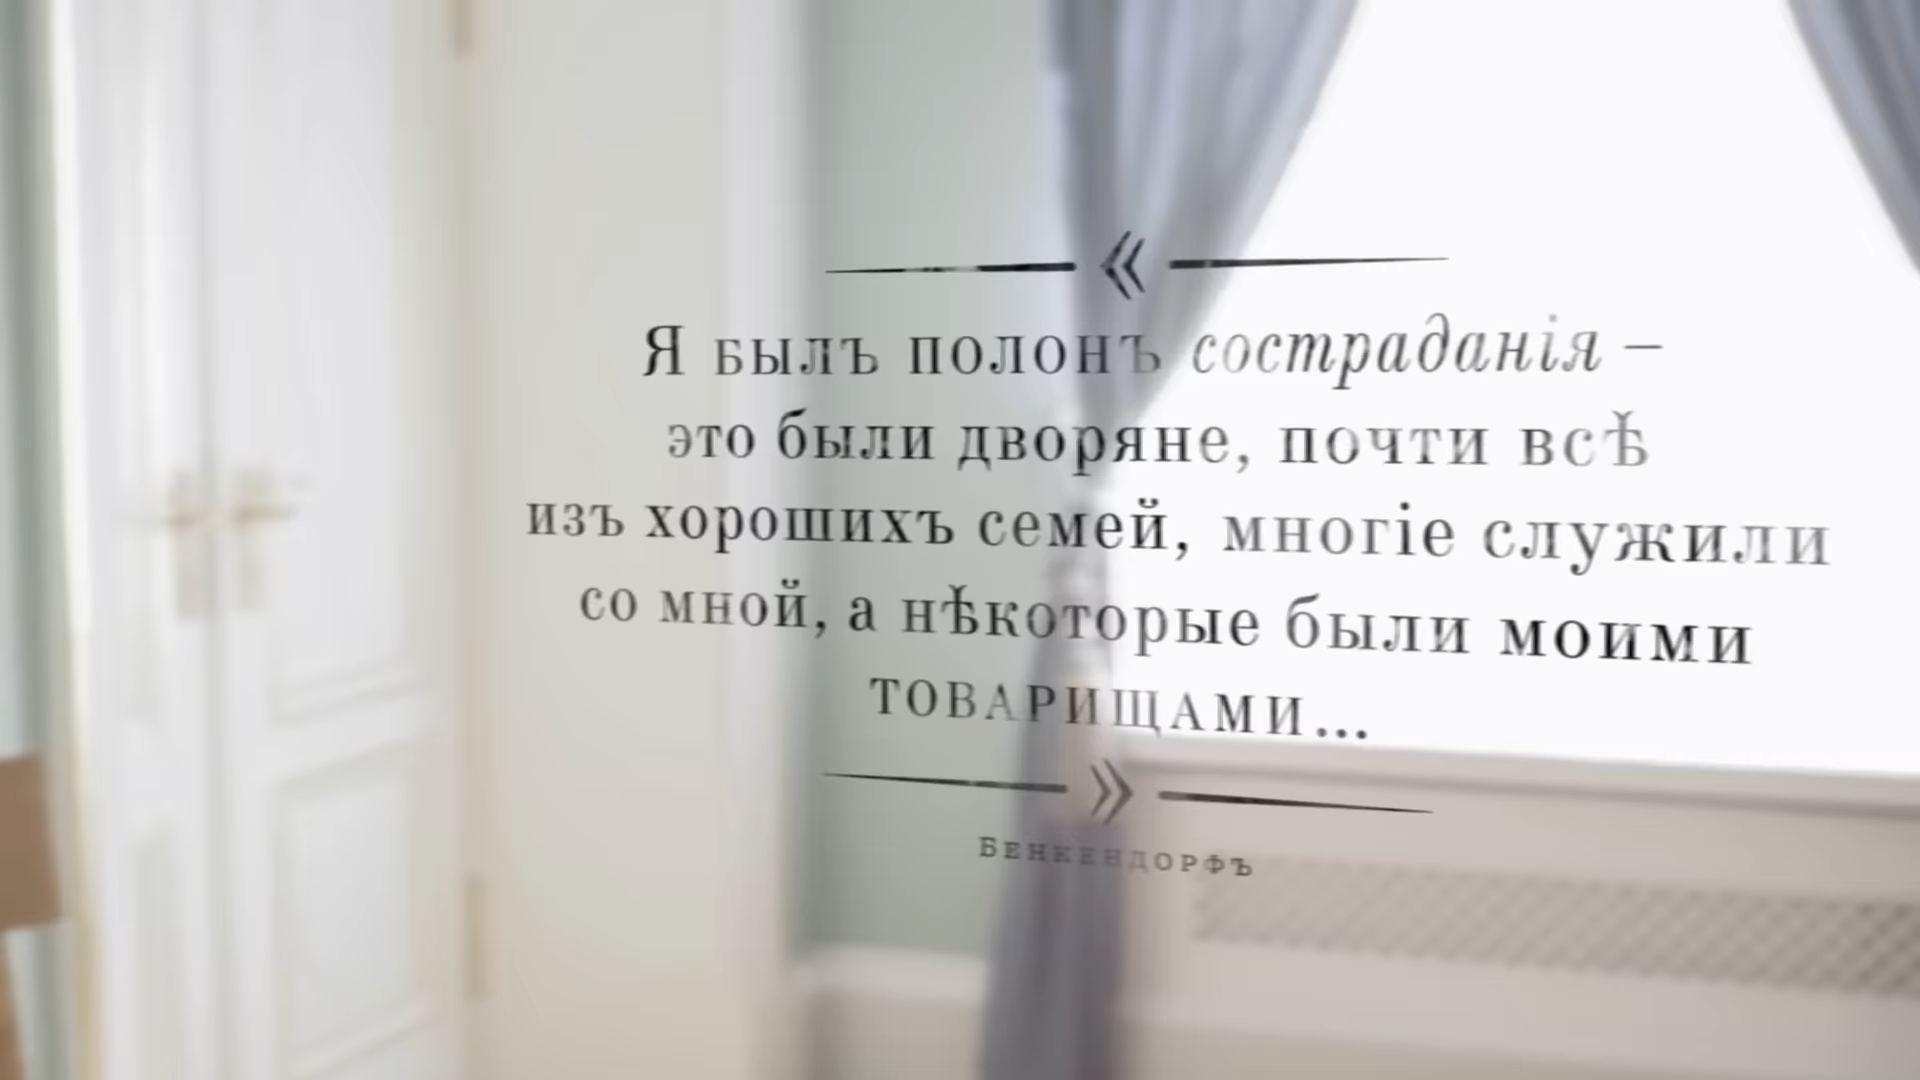 «
Я былъ полонъ состраданія –
это были дворяне, почти всѣ
изъ хорошихъ семей, многіе служили
со мной, а нѣкоторые были моими
товарищами...
»
Бенкендорфъ